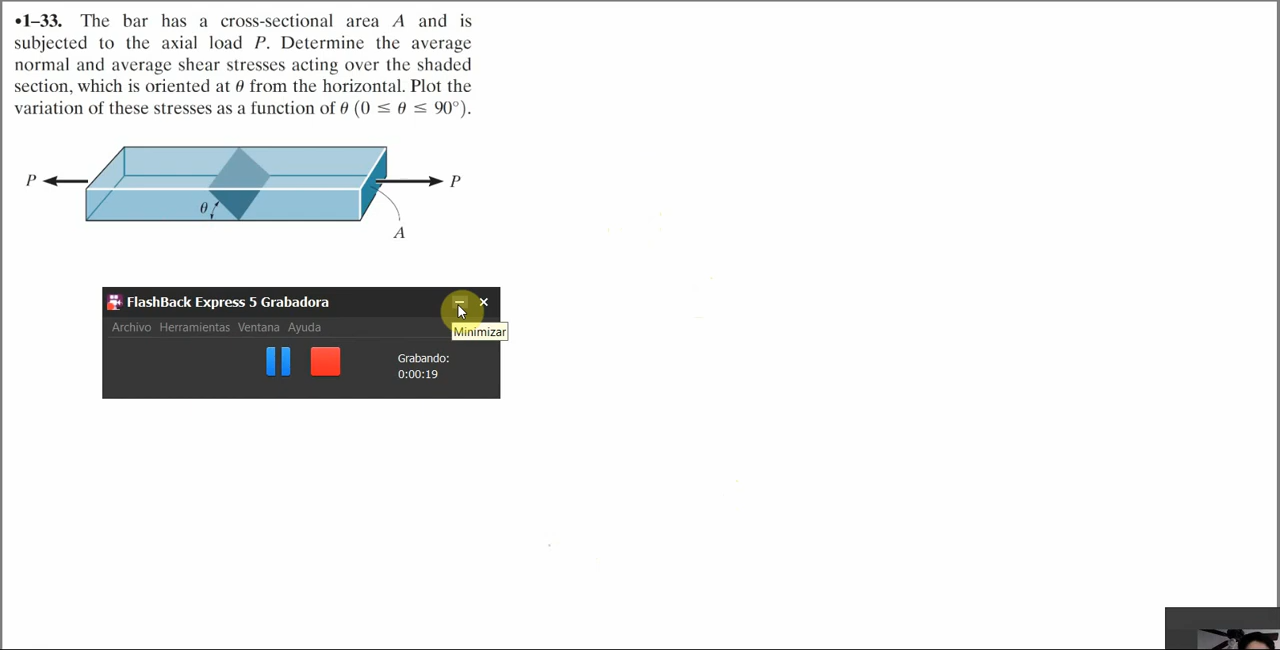 •1–33. The bar has a cross-sectional area A and is
subjected to the axial load P. Determine the average
normal and average shear stresses acting over the shaded
section, which is oriented at θ from the horizontal. Plot the
variation of these stresses as a function of θ (0 ≤ θ ≤ 90°).
P
P
θ
A
FlashBack Express 5 Grabadora
Minimizar
Archivo Herramientas Ventana Ayuda
Grabando:
0:00:19